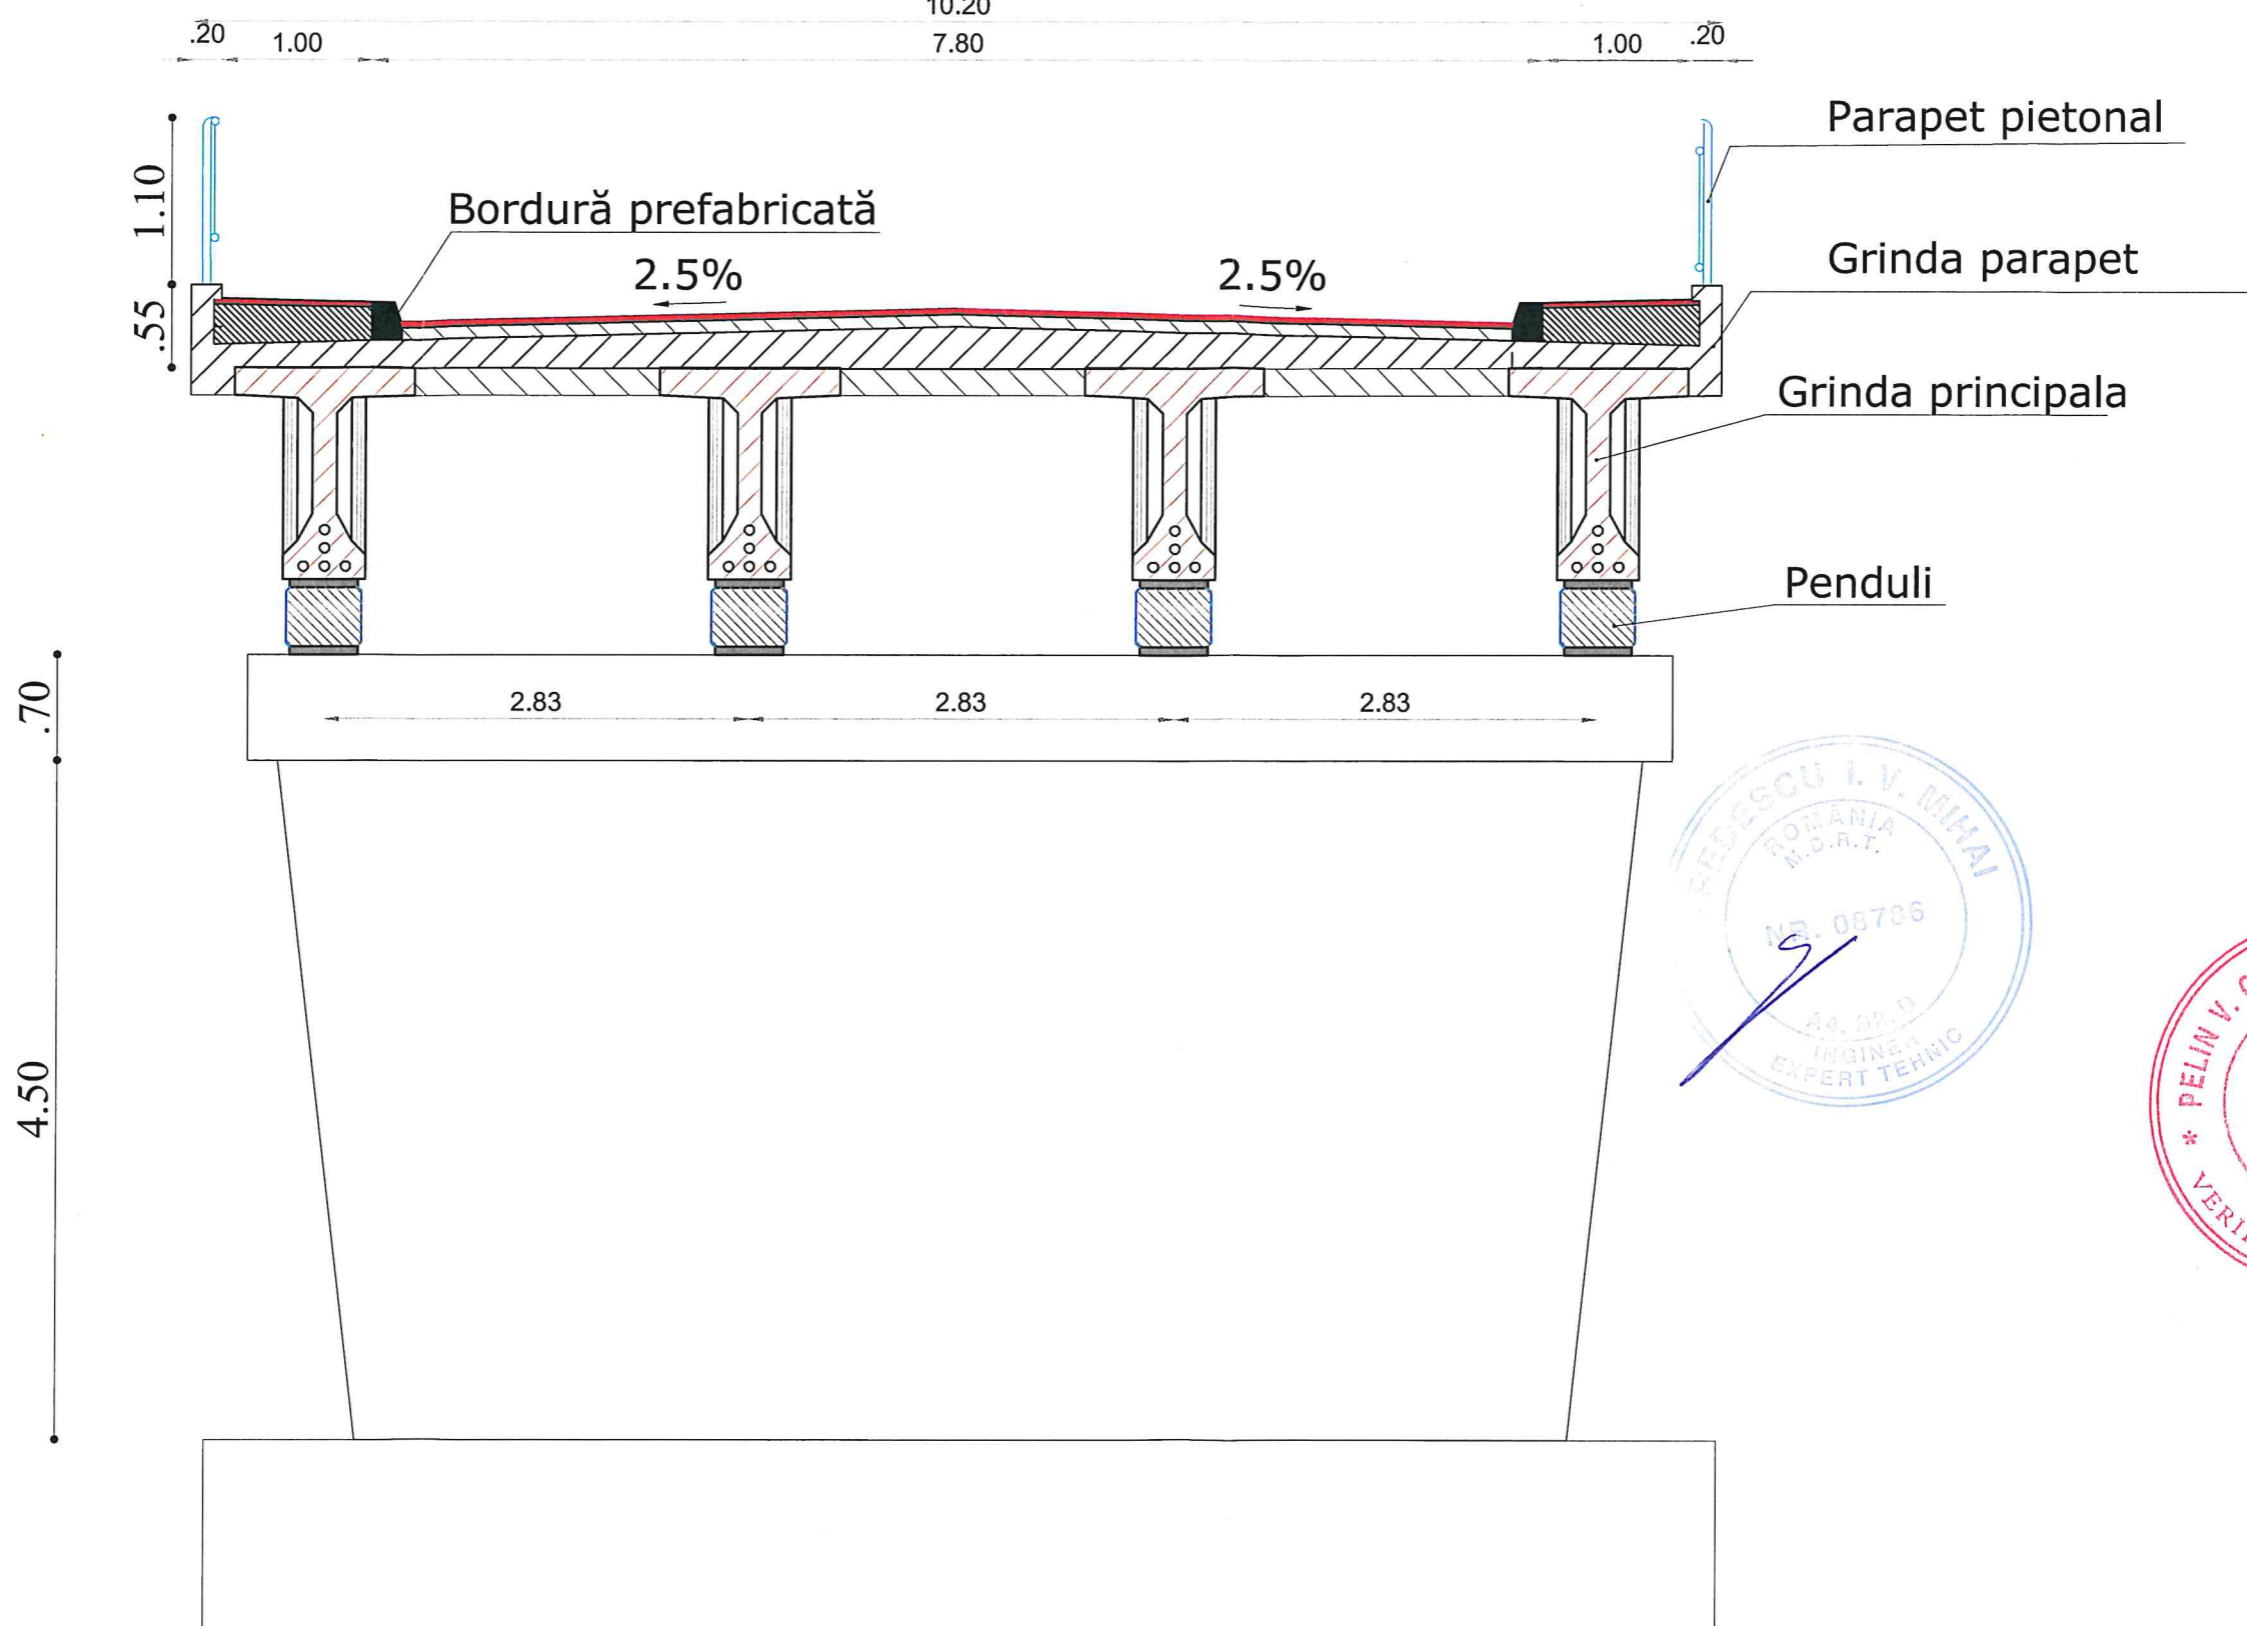 10.20
.20 1.00 7.80 1.00 .20
Parapet pietonal
1.10
Bordură prefabricată
Grinda parapet
2.5% 2.5%
.55
Grinda principala
Penduli
.70
2.83 2.83 2.83
4.50
I. V. MIHAI
ROMÂNIA
M.D.R.T.
NR. 08786
INGINER
EXPERT TEHNIC
* PELIN V.